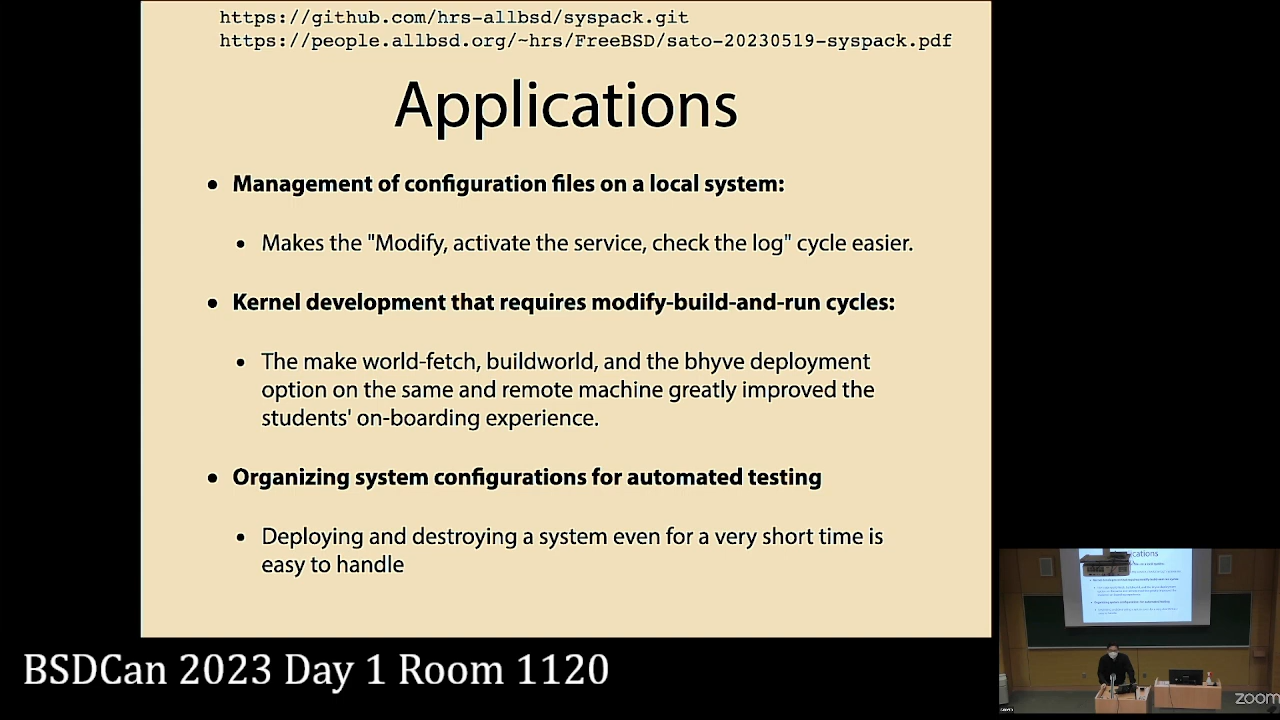 https://github.com/hrs-allbsd/syspack.git
https://people.allbsd.org/~hrs/FreeBSD/sato-20230519-syspack.pdf
Applications
• Management of configuration files on a local system:
• Makes the "Modify, activate the service, check the log" cycle easier.
• Kernel development that requires modify-build-and-run cycles:
• The make world-fetch, buildworld, and the bhyve deployment
option on the same and remote machine greatly improved the
students' on-boarding experience.
• Organizing system configurations for automated testing
• Deploying and destroying a system even for a very short time is
easy to handle
BSDCan 2023 Day 1 Room 1120
zoom